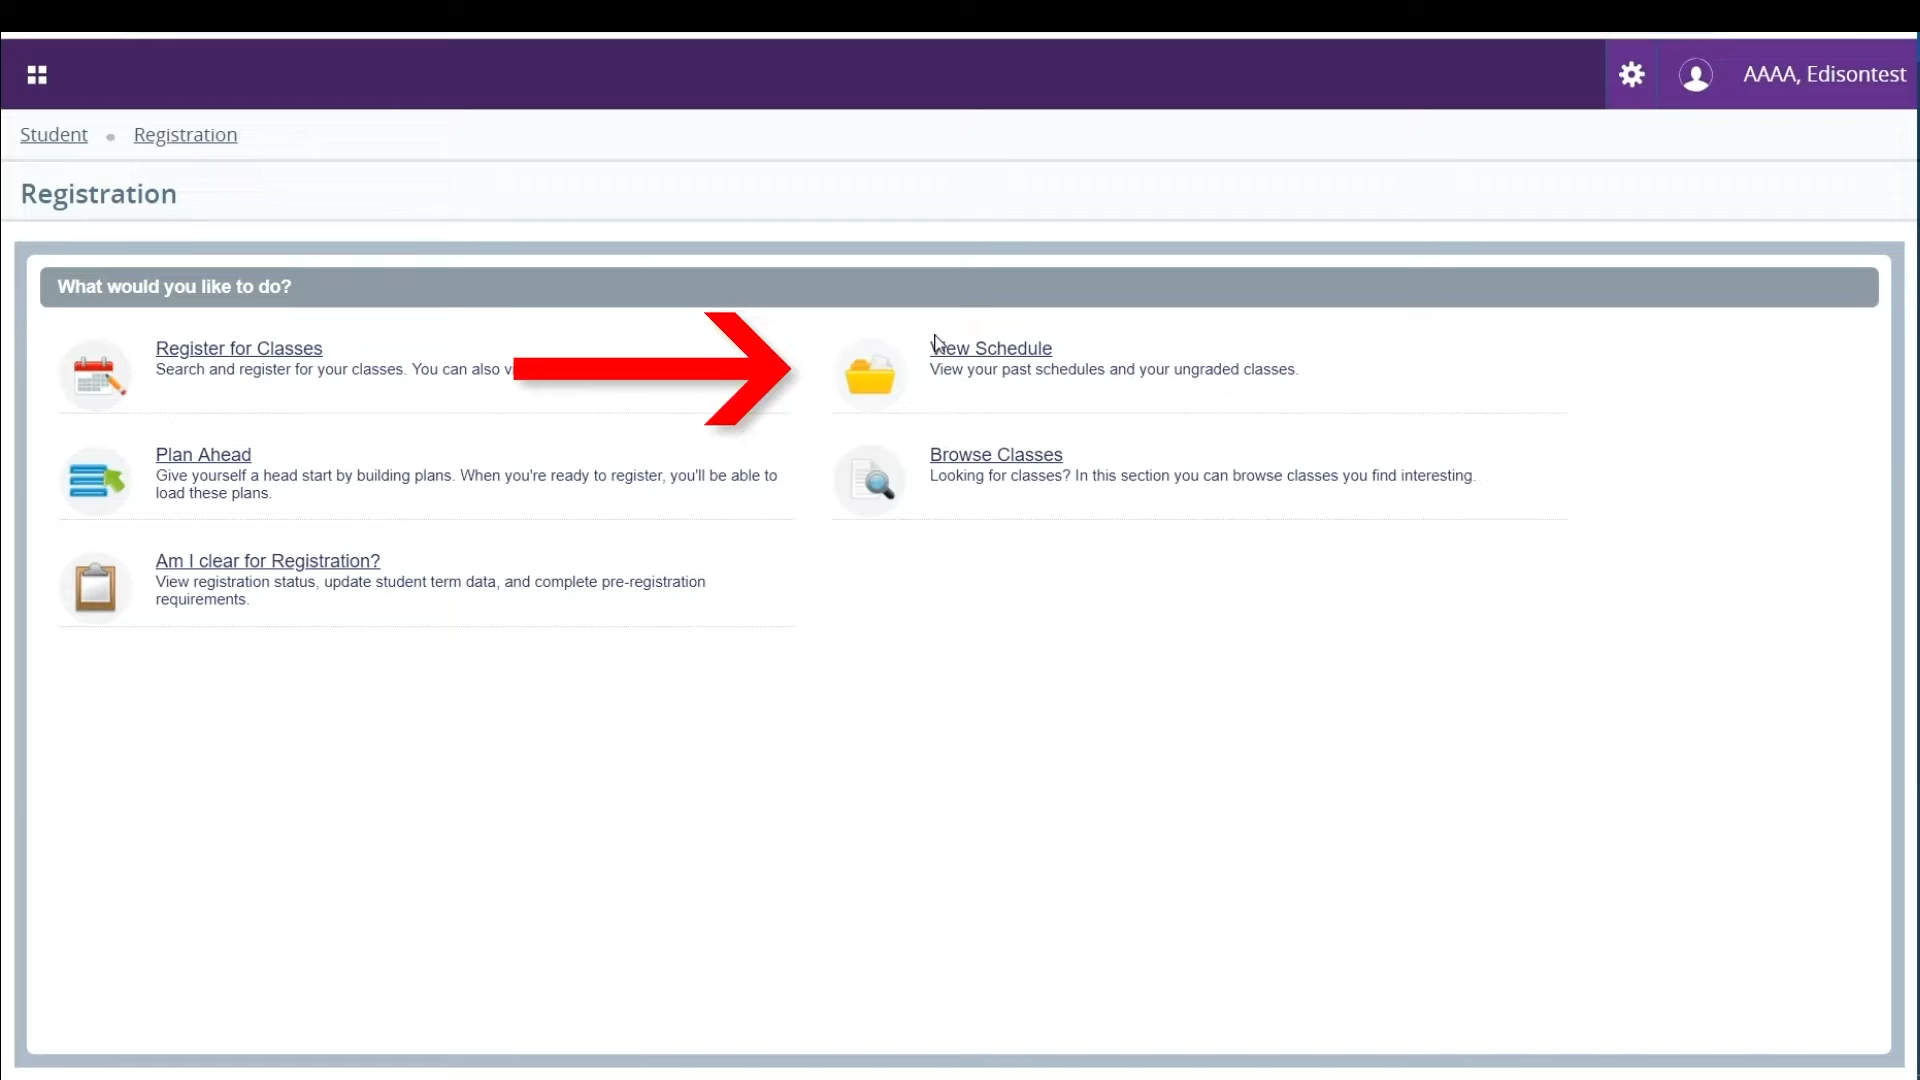 AAAA, Edisontest
Student • Registration
Registration
What would you like to do?
Register for Classes
Search and register for your classes. You can also
View Schedule
View your past schedules and your ungraded classes.
Plan Ahead
Give yourself a head start by building plans. When you're ready to register, you'll be able to
load these plans.
Browse Classes
Looking for classes? In this section you can browse classes you find interesting.
Am I clear for Registration?
View registration status, update student term data, and complete pre-registration
requirements.